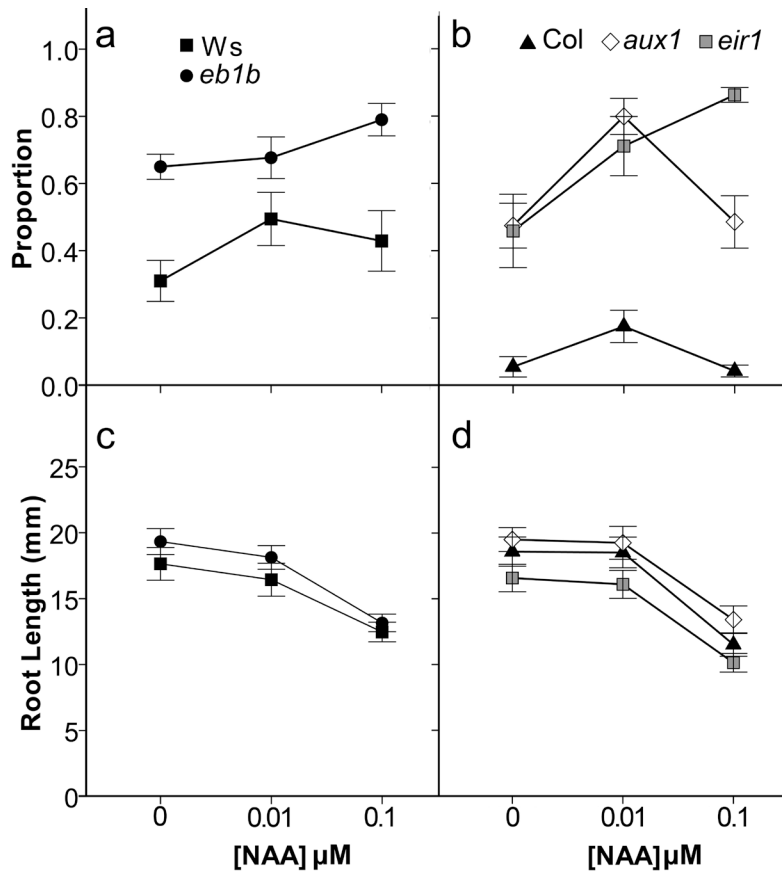 a
Ws
eb1b
b
Col aux1 eir1
1.0
0.8
0.6
0.4
0.2
0.0
Proportion
c
d
25
20
15
10
5
0
Root Length (mm)
0 0.01 0.1
0 0.01 0.1
[NAA] µM
[NAA] µM